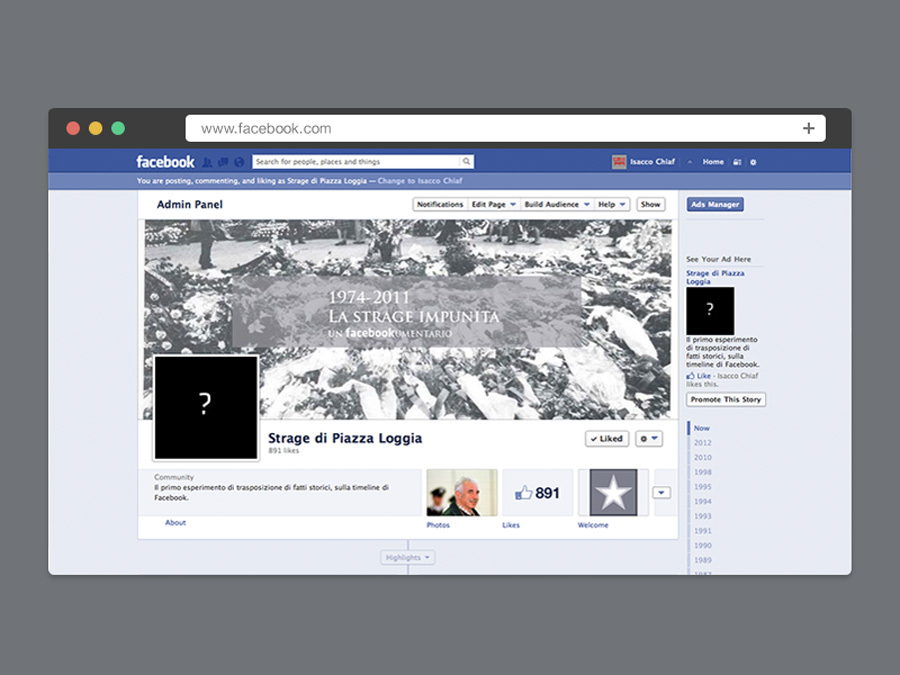 www.facebook.com
facebook
Search for people, places and things
Isacco Chiaf
Home
You are posting, commenting, and liking as Strage di Piazza Loggia — Change to Isacco Chiaf
Admin Panel
Notifications
Edit Page
Build Audience
Help
Show
Ads Manager
1974-2011
LA STRAGE IMPUNITA
UN facebookUMENTARIO
?
Strage di Piazza Loggia
891 likes
Liked
Community
Il primo esperimento di trasposizione di fatti storici, sulla timeline di
Facebook.
About
Photos
891
Likes
Welcome
Highlights
See Your Ad Here
Strage di Piazza
Loggia
?
Il primo esperimento
di trasposizione di
fatti storici, sulla
timeline di Facebook.
Like · Isacco Chiaf
likes this.
Promote This Story
Now
2012
2010
1998
1995
1994
1993
1991
1990
1989